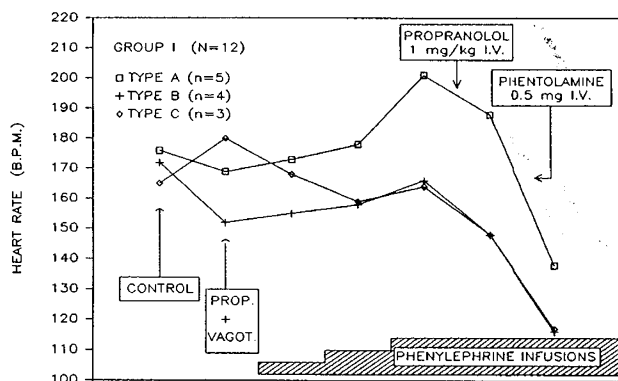 220
210
200
190
180
170
160
150
140
130
120
110
100
HEART RATE (B.P.M.)
GROUP I (N=12)
TYPE A (n=5)
TYPE B (n=4)
TYPE C (n=3)
PROPRANOLOL
1 mg/kg I.V.
PHENTOLAMINE
0.5 mg I.V.
CONTROL
PROP.
+
VAGOT.
PHENYLEPHRINE INFUSIONS